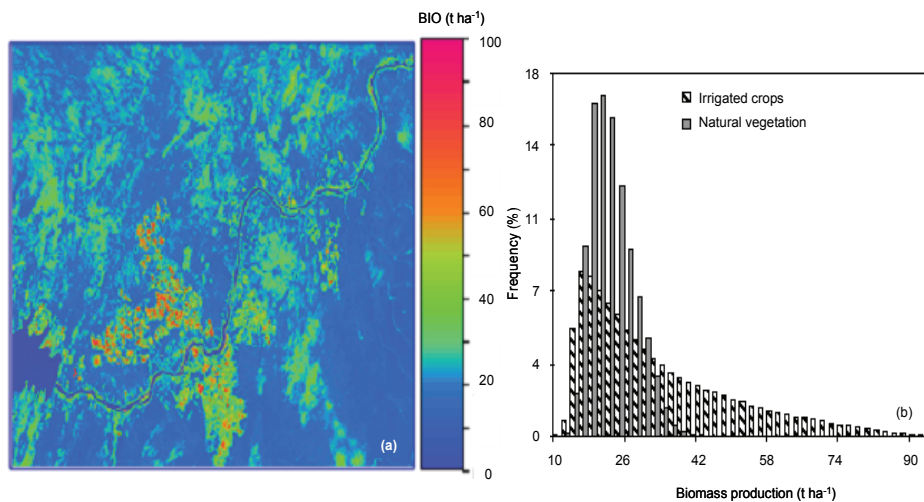 BIO (t ha⁻¹)
100
80
60
40
20
0
(a)
18
14
11
7
4
0
Frequency (%)
Irrigated crops
Natural vegetation
(b)
10 26 42 58 74 90
Biomass production (t ha⁻¹)